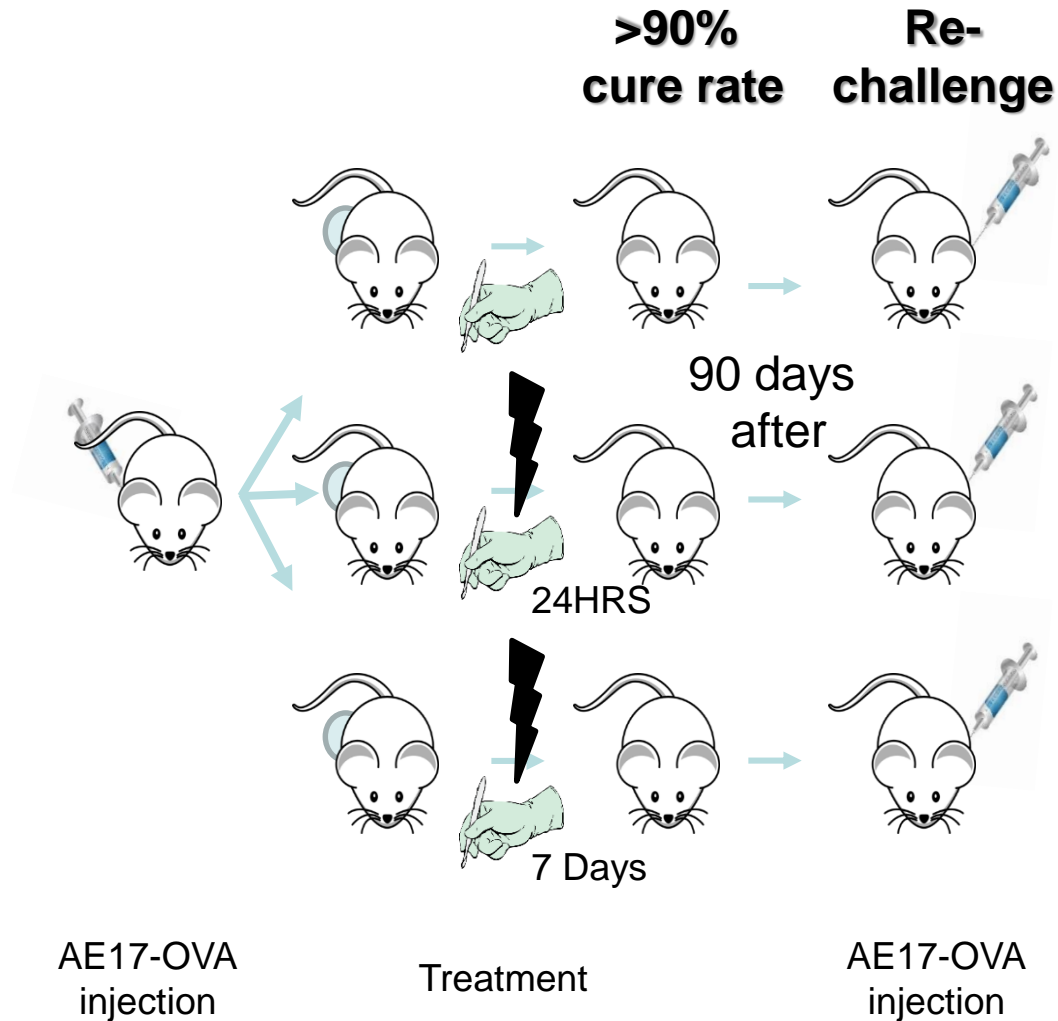 >90%
cure rate
Re-
challenge
90 days
after
24HRS
7 Days
AE17-OVA
injection
Treatment
AE17-OVA
injection